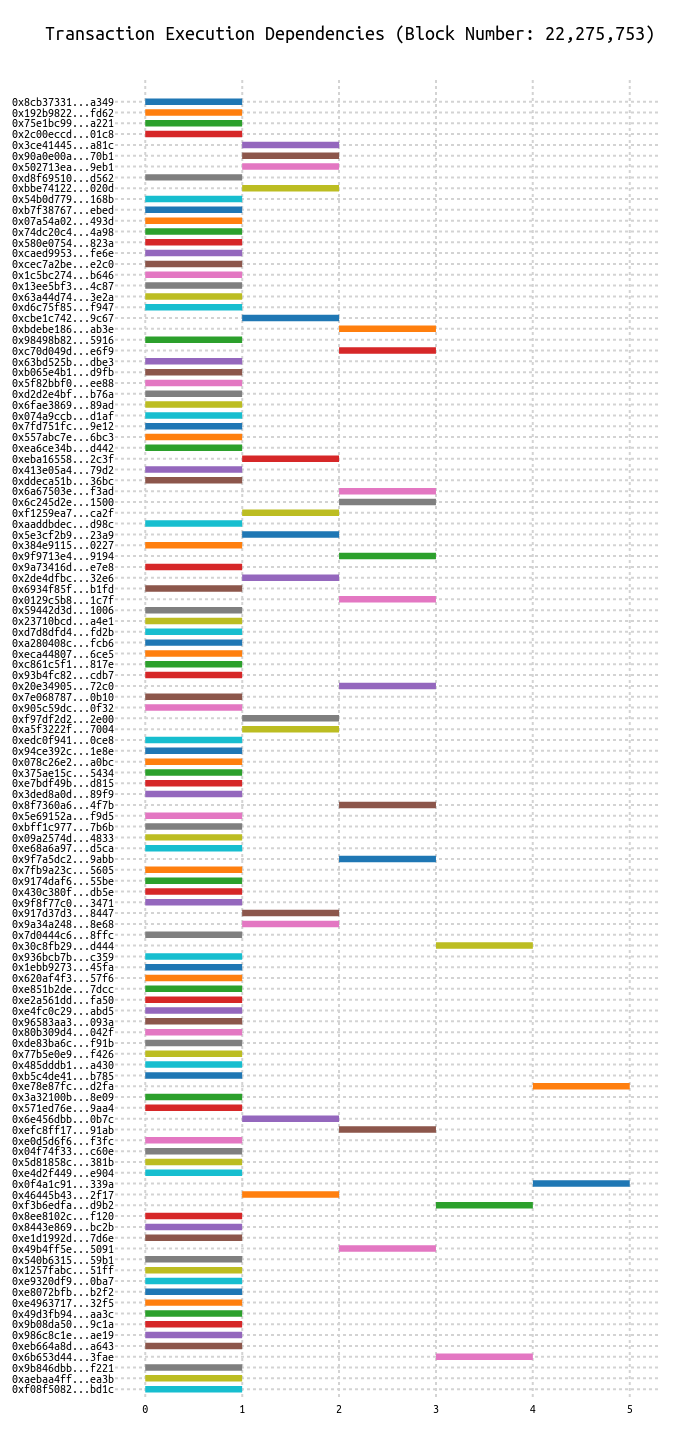 Transaction Execution Dependencies (Block Number: 22,275,753)
0x8cb37331...a349
0x192b9822...fd62
0x75e1bc99...a221
0x2c00eccd...01c8
0x3ce41445...a81c
0x90a0e00a...70b1
0x502713ea...9eb1
0xd8f69510...d562
0xbbe74122...020d
0x54b0d779...168b
0xb7f38767...ebed
0x07a54a02...493d
0x74dc20c4...4a98
0x580e0754...823a
0xcaed9953...fe6e
0xcec7a2be...e2c0
0x1c5bc274...b646
0x13ee5bf3...4c87
0x63a44d74...3e2a
0xd6c75f85...f947
0xcbe1c742...9c67
0xbdebe186...ab3e
0x98498b82...5916
0xc70d049d...e6f9
0x63bd525b...dbe3
0xb065e4b1...d9fb
0x5f82bbf0...ee88
0xd2d2e4bf...b76a
0x6fae3869...89ad
0x074a9ccb...d1af
0x7fd751fc...9e12
0x557abc7e...6bc3
0xea6ce34b...d442
0xeba16558...2c3f
0x413e05a4...79d2
0xddeca51b...36bc
0x6a67503e...f3ad
0x6c245d2e...1500
0xf1259ea7...ca2f
0xaaddbdec...d98c
0x5e3cf2b9...23a9
0x384e9115...0227
0x9f9713e4...9194
0x9a73416d...e7e8
0x2de4dfbc...32e6
0x6934f85f...b1fd
0x0129c5b8...1c7f
0x59442d3d...1006
0x23710bcd...a4e1
0xd7d8dfd4...fd2b
0xa280408c...fcb6
0xeca44807...6ce5
0xc861c5f1...817e
0x93b4fc82...cdb7
0x20e34905...72c0
0x7e068787...0b10
0x905c59dc...0f32
0xf97df2d2...2e00
0xa5f3222f...7004
0xedc0f941...0ce8
0x94ce392c...1e8e
0x078c26e2...a0bc
0x375ae15c...5434
0xe7bdf49b...d815
0x3ded8a0d...89f9
0x8f7360a6...4f7b
0x5e69152a...f9d5
0xbff1c977...7b6b
0x09a2574d...4833
0xe68a6a97...d5ca
0x9f7a5dc2...9abb
0x7fb9a23c...5605
0x9174daf6...55be
0x430c380f...db5e
0x9f8f77c0...3471
0x917d37d3...8447
0x9a34a248...8e68
0x7d0444c6...8ffc
0x30c8fb29...d444
0x936bcb7b...c359
0x1ebb9273...45fa
0x620af4f3...57f6
0xe851b2de...7dcc
0xe2a561dd...fa50
0xe4fc0c29...abd5
0x96583aa3...093a
0x80b309d4...042f
0xde83ba6c...f91b
0x77b5e0e9...f426
0x485dddb1...a430
0xb5c4de41...b785
0xe78e87fc...d2fa
0x3a32100b...8e09
0x571ed76e...9aa4
0x6e456dbb...0b7c
0xefc8ff17...91ab
0xe0d5d6f6...f3fc
0x04f74f33...c60e
0x5d81858c...381b
0xe4d2f449...e904
0x0f4a1c91...339a
0x46445b43...2f17
0xf3b6edfa...d9b2
0x8ee8102c...f120
0x8443e869...bc2b
0xe1d1992d...7d6e
0x49b4ff5e...5091
0x540b6315...59b1
0x1257fabc...51ff
0xe9320df9...0ba7
0xe8072bfb...b2f2
0xe4963717...32f5
0x49d3fb94...aa3c
0x9b08da50...9c1a
0x986c8c1e...ae19
0xeb664a8d...a643
0x6b653d44...3fae
0x9b846dbb...f221
0xaebaa4ff...ea3b
0xf08f5082...bd1c
0 1 2 3 4 5